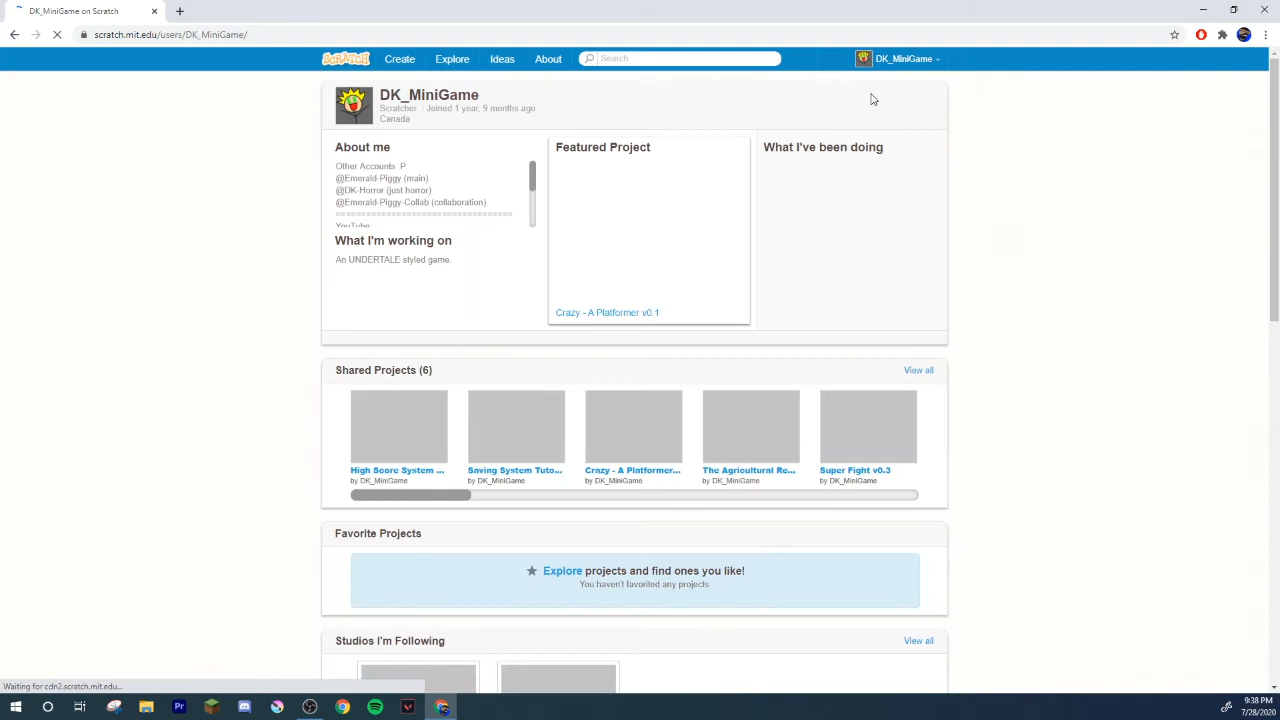 DK_MiniGame on Scratch
scratch.mit.edu/users/DK_MiniGame/
SCRATCH Create Explore Ideas About Search DK_MiniGame
DK_MiniGame
Scratcher Joined 1 year, 9 months ago
Canada
About me
Other Accounts :P
@Emerald-Piggy (main)
@DK-Horror (just horror)
@Emerald-Piggy-Collab (collaboration)
=================================
YouTube
What I'm working on
An UNDERTALE styled game.
Featured Project
Crazy - A Platformer v0.1
What I've been doing
Shared Projects (6) View all
High Score System ... Saving System Tuto... Crazy - A Platformer... The Agricultural Re... Super Fight v0.3
by DK_MiniGame by DK_MiniGame by DK_MiniGame by DK_MiniGame by DK_MiniGame
Favorite Projects
Explore projects and find ones you like!
You haven't favorited any projects
Studios I'm Following View all
Waiting for cdn2.scratch.mit.edu...
Pr
9:38 PM
7/28/2020